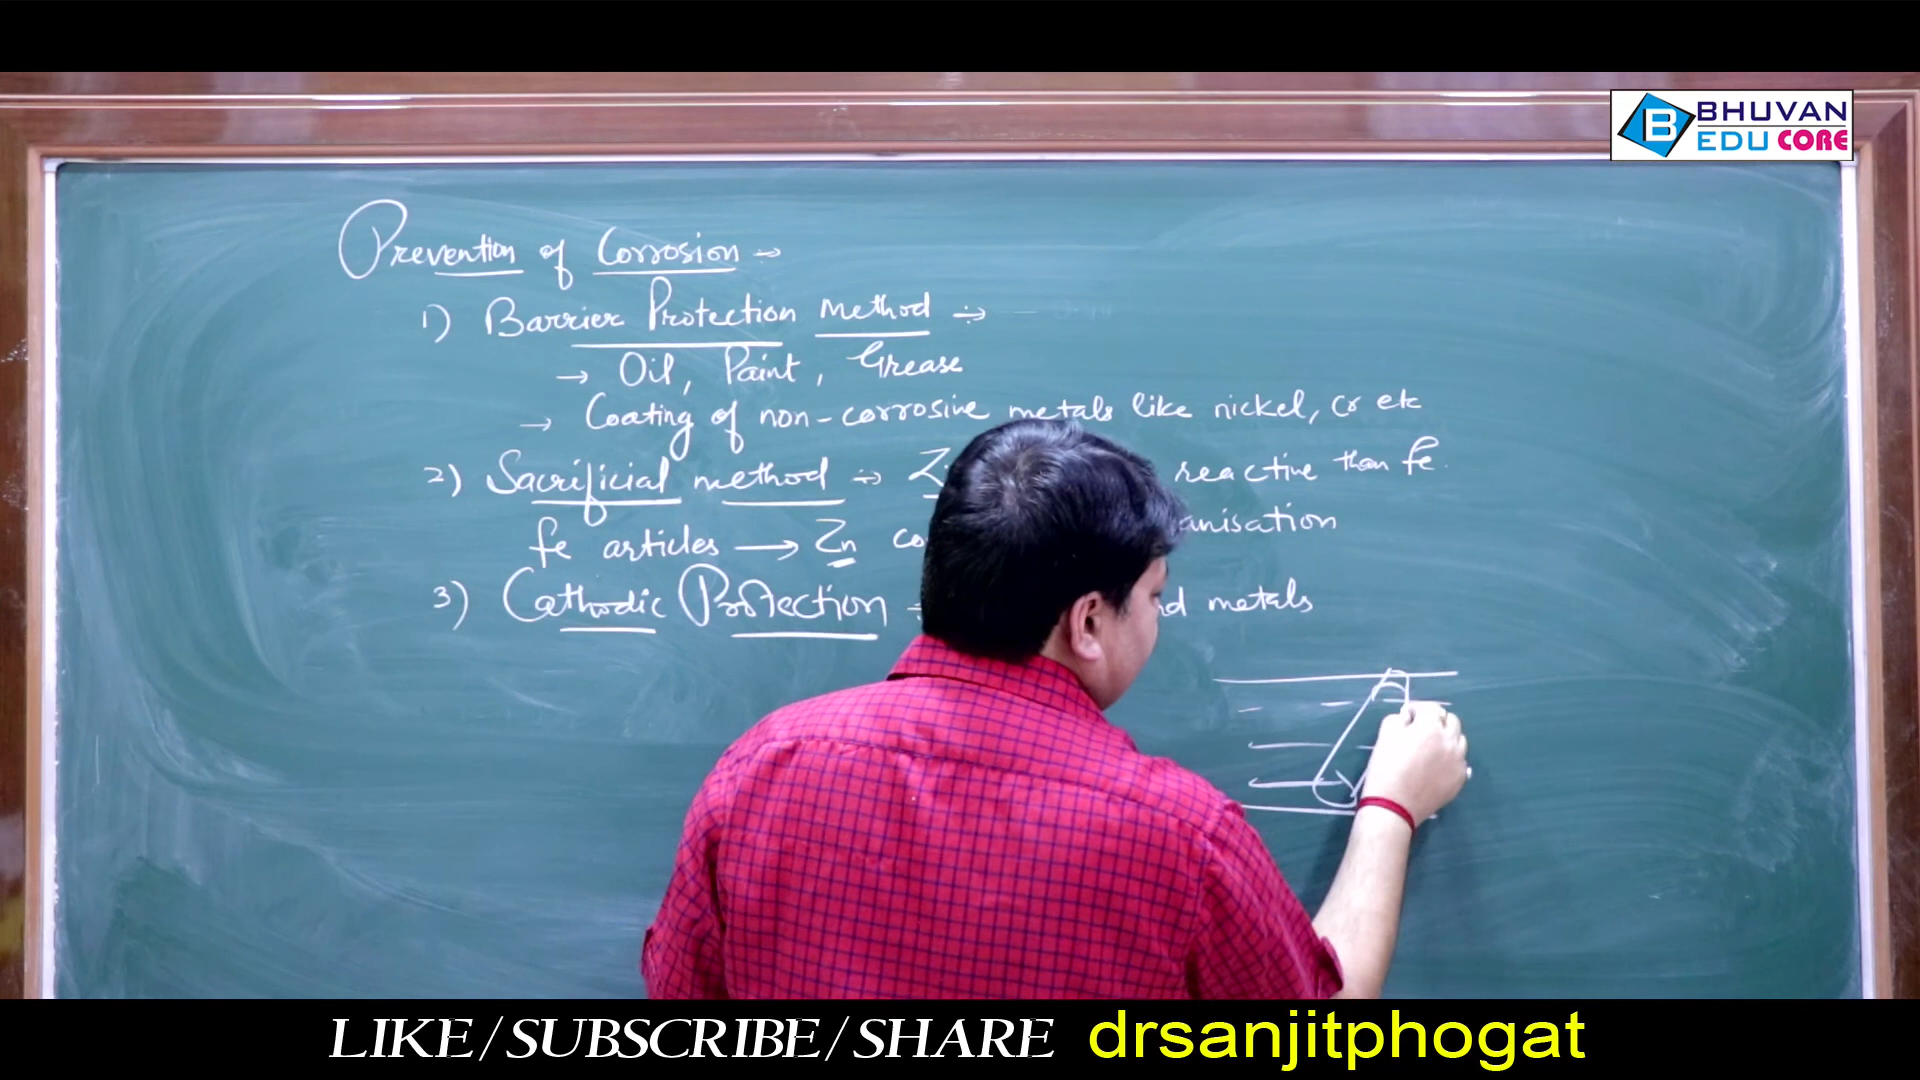 BHUVAN
EDU CORE
Prevention of Corrosion →
1) Barrier Protection Method ÷
→ Oil, Paint, Grease
→ Coating of non-corrosive metals like nickel, Cr etc
2) Sacrificial method ÷ reactive than fe.
fe articles → Zn
3) Cathodic Protection metals
LIKE/SUBSCRIBE/SHARE drsanjitphogat